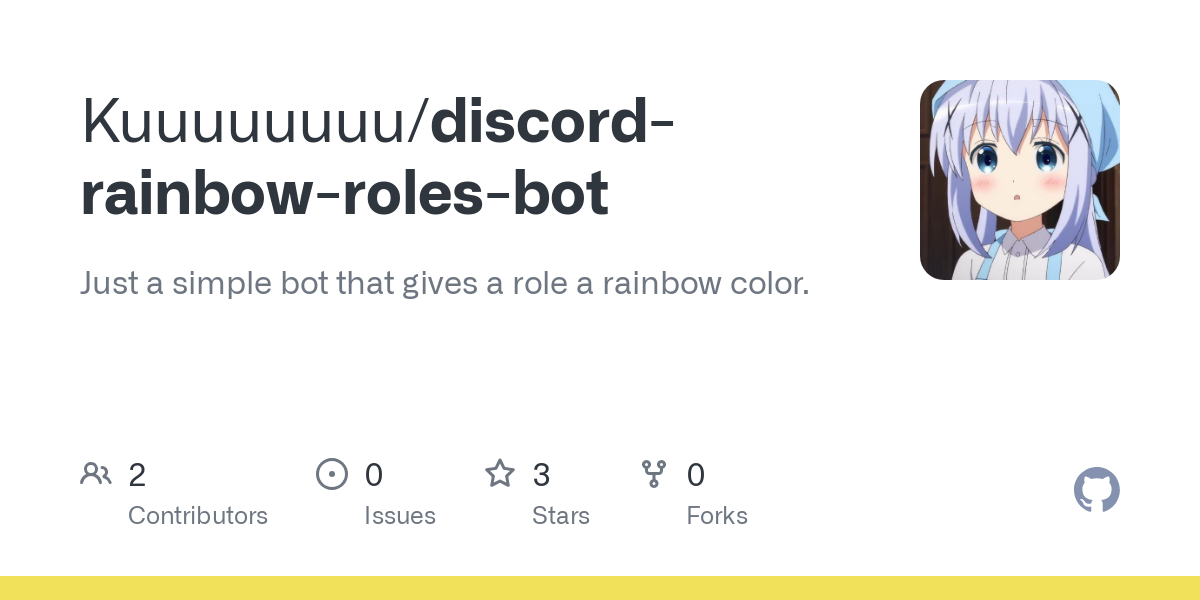 Kuuuuuuuu/discord-
rainbow-roles-bot
Just a simple bot that gives a role a rainbow color.
2
Contributors
0
Issues
3
Stars
0
Forks